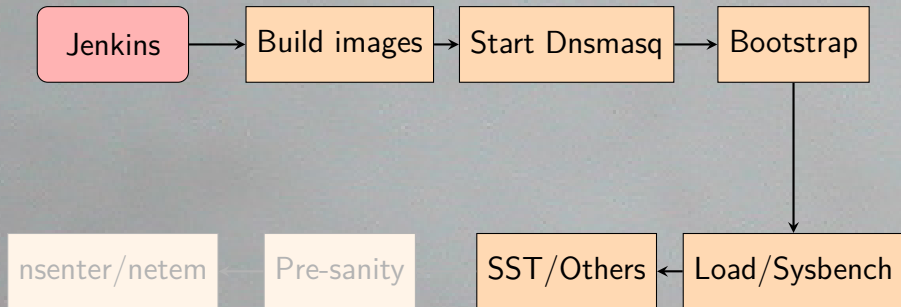 Jenkins
Build images
Start Dnsmasq
Bootstrap
nsenter/netem
Pre-sanity
SST/Others
Load/Sysbench